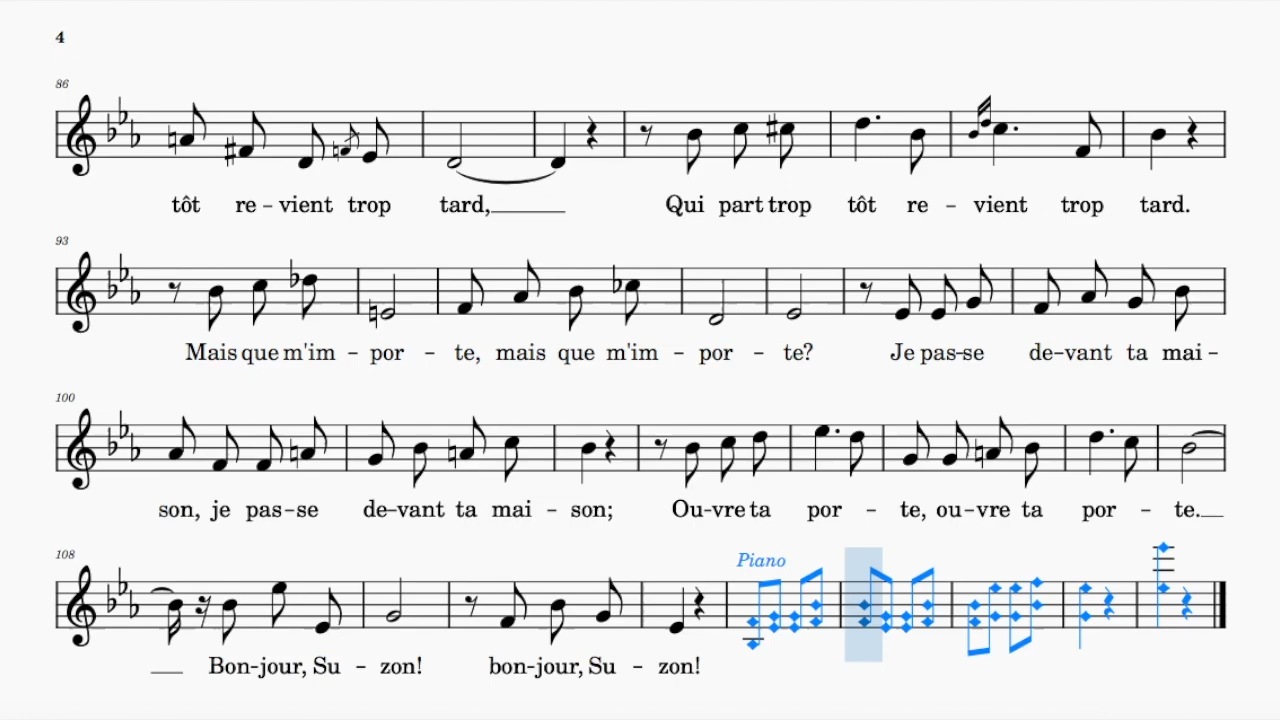 4
86
tôt re – vient trop tard, Qui part trop tôt re – vient trop tard.
93
Mais que m'im – por – te, mais que m'im – por – te? Je pas–se de–vant ta mai –
100
son, je pas–se de–vant ta mai – son; Ou-vre ta por – te, ou–vre ta por – te.
108
Piano
Bon-jour, Su – zon! bon-jour, Su – zon!